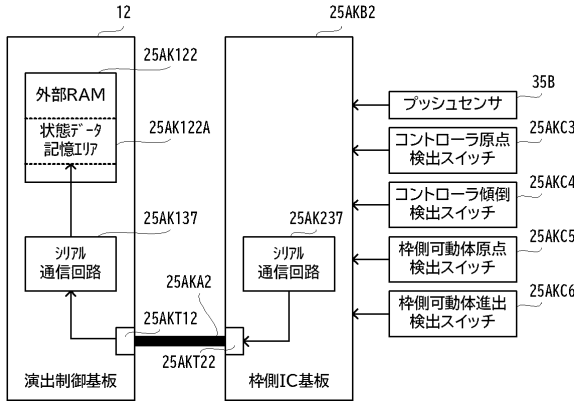 12
25AKB2
25AK122
外部RAM
状態データ
記憶エリア
25AK122A
25AK137
シリアル
通信回路
25AK237
シリアル
通信回路
25AKA2
25AKT12
25AKT22
演出制御基板
枠側IC基板
35B
プッシュセンサ
25AKC3
コントローラ原点
検出スイッチ
25AKC4
コントローラ傾倒
検出スイッチ
25AKC5
枠側可動体原点
検出スイッチ
25AKC6
枠側可動体進出
検出スイッチ